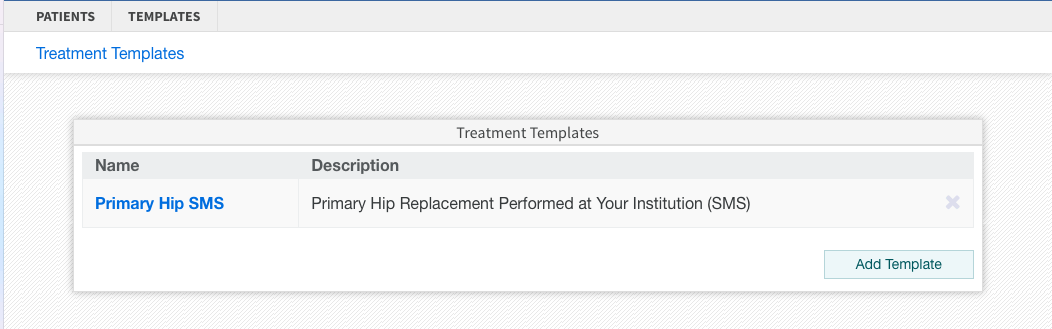 PATIENTS TEMPLATES
Treatment Templates
Treatment Templates
Name Description
Primary Hip SMS Primary Hip Replacement Performed at Your Institution (SMS)
Add Template